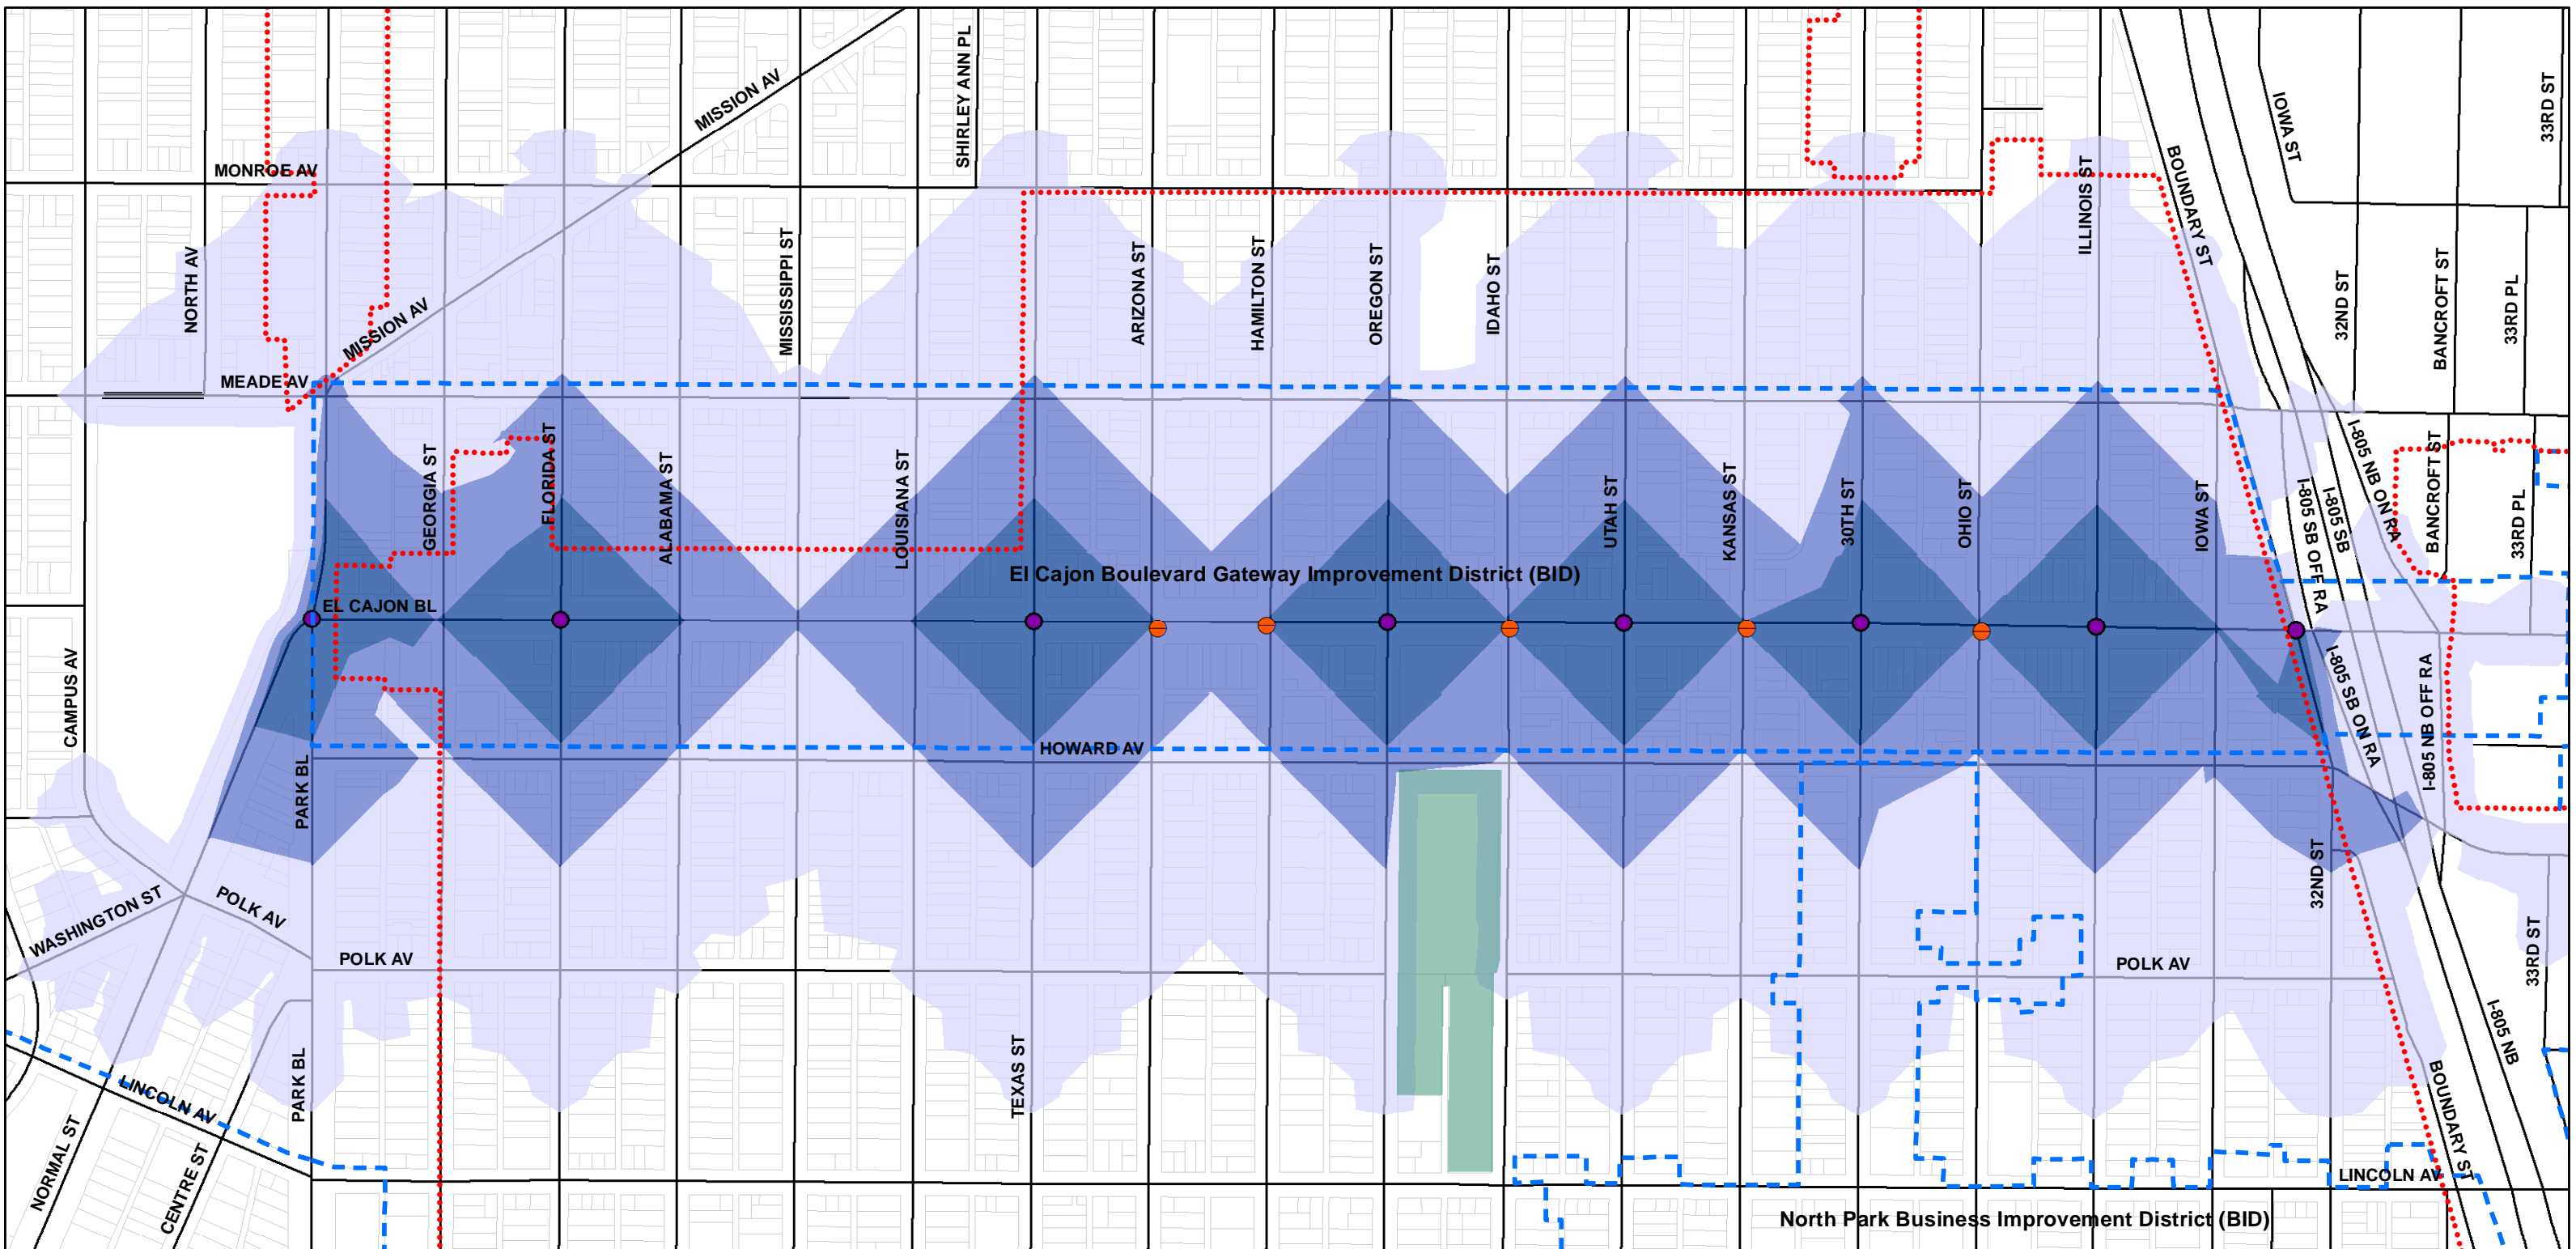 SHIRLEY ANN PL
MISSION AV
IOWA ST
33RD ST
MONROE AV
BOUNDARY ST
ILLINOIS ST
NORTH AV
MISSISSIPPI ST
ARIZONA ST
HAMILTON ST
OREGON ST
IDAHO ST
32ND ST
BANCROFT ST
33RD PL
MISSION AV
MEADE AV
GEORGIA ST
FLORIDA ST
ALABAMA ST
LOUISIANA ST
UTAH ST
KANSAS ST
30TH ST
OHIO ST
IOWA ST
I-805 SB OFF RA
I-805 SB
I-805 NB ON RA
BANCROFT ST
33RD PL
El Cajon Boulevard Gateway Improvement District (BID)
EL CAJON BL
CAMPUS AV
I-805 SB ON RA
I-805 NB OFF RA
HOWARD AV
PARK BL
32ND ST
WASHINGTON ST
POLK AV
POLK AV
POLK AV
33RD ST
I-805 NB
TEXAS ST
PARK BL
LINCOLN AV
BOUNDARY ST
NORMAL ST
CENTRE ST
LINCOLN AV
North Park Business Improvement District (BID)